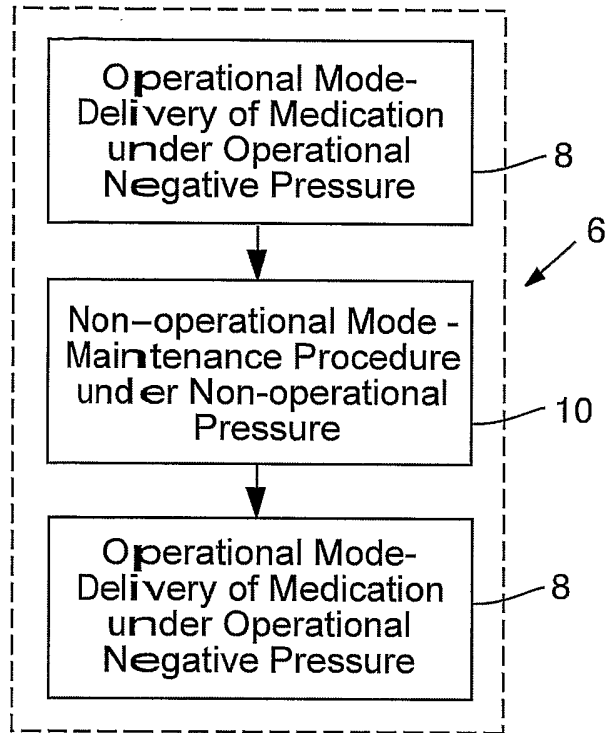 Operational Mode-
Delivery of Medication
under Operational
Negative Pressure
8
6
Non-operational Mode -
Maintenance Procedure
under Non-operational
Pressure
10
Operational Mode-
Delivery of Medication
under Operational
Negative Pressure
8